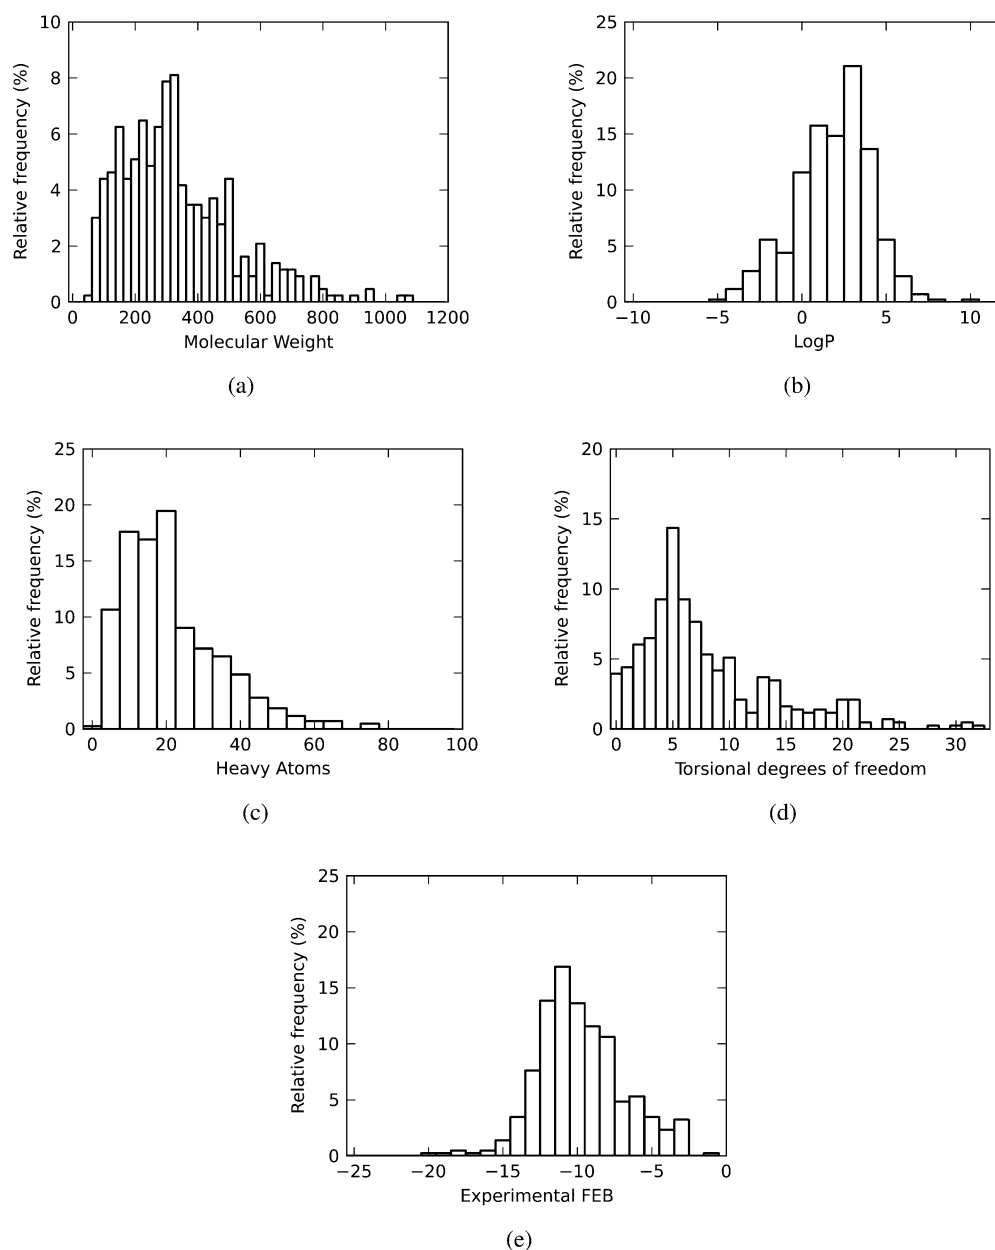 10
8
6
4
2
0
Relative frequency (%)
0 200 400 600 800 1000 1200
Molecular Weight
(a)
25
20
15
10
5
0
Relative frequency (%)
−10 −5 0 5 10
LogP
(b)
25
20
15
10
5
0
Relative frequency (%)
0 20 40 60 80 100
Heavy Atoms
(c)
20
15
10
5
0
Relative frequency (%)
0 5 10 15 20 25 30
Torsional degrees of freedom
(d)
25
20
15
10
5
0
Relative frequency (%)
−25 −20 −15 −10 −5 0
Experimental FEB
(e)